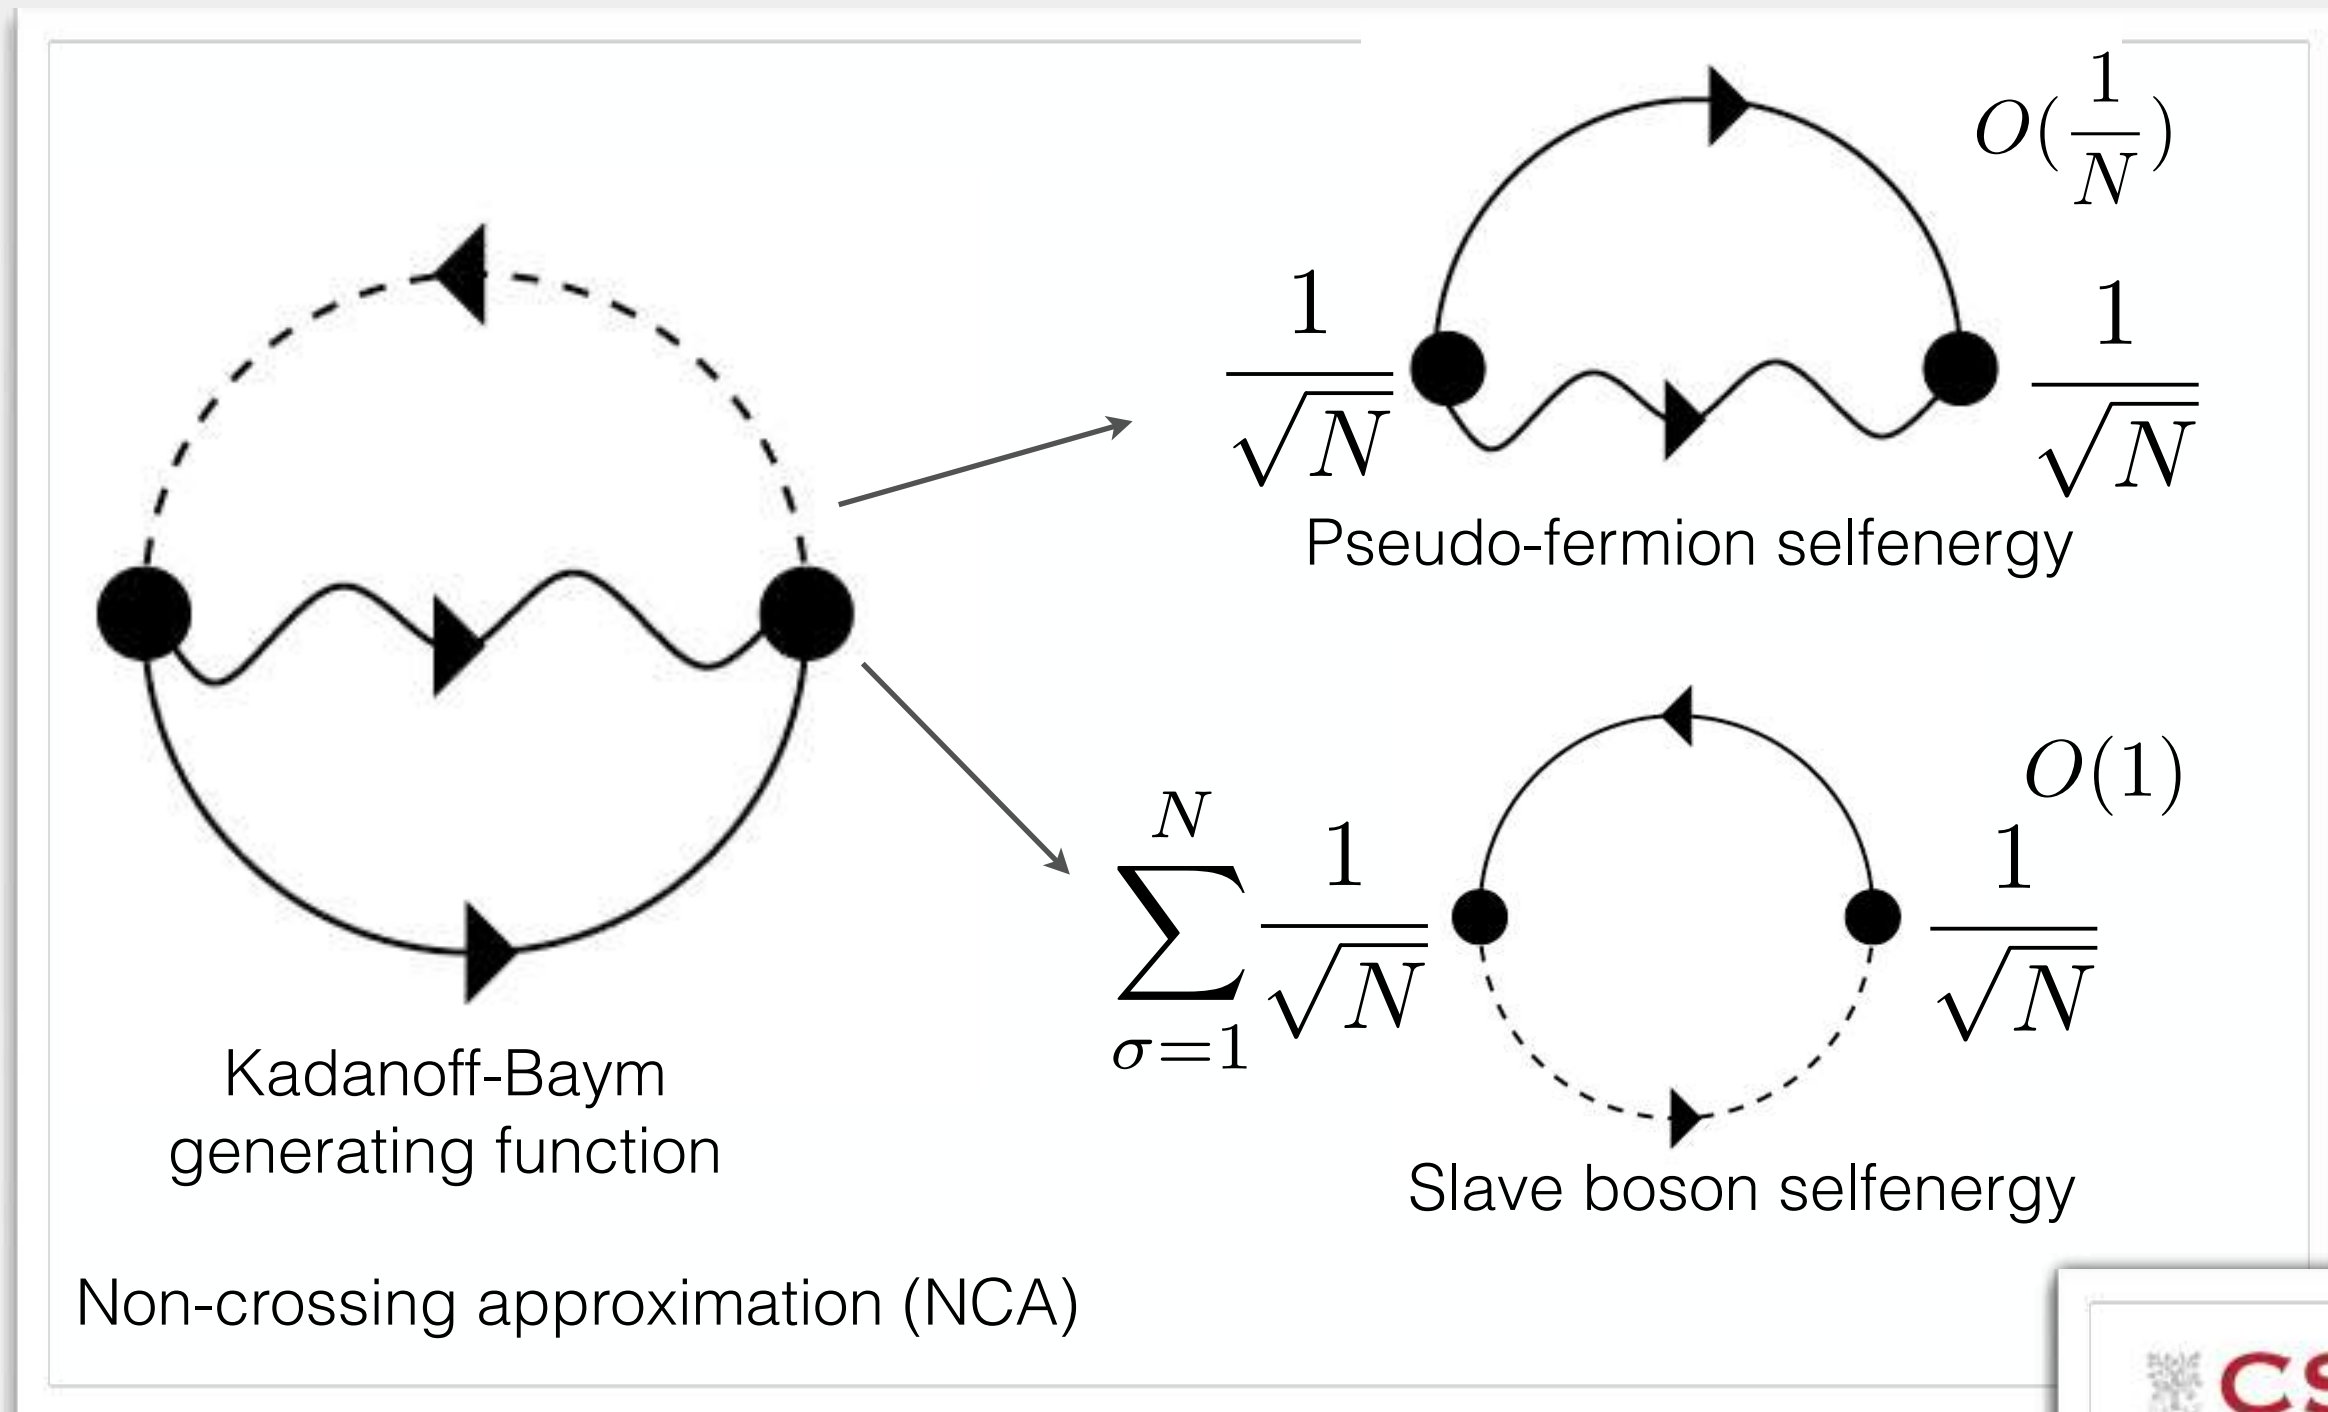 O(1/N)
1/√N
1/√N
Pseudo-fermion selfenergy
O(1)
∑_{σ=1}^{N} 1/√N
1/√N
Slave boson selfenergy
Kadanoff-Baym
generating function
Non-crossing approximation (NCA)